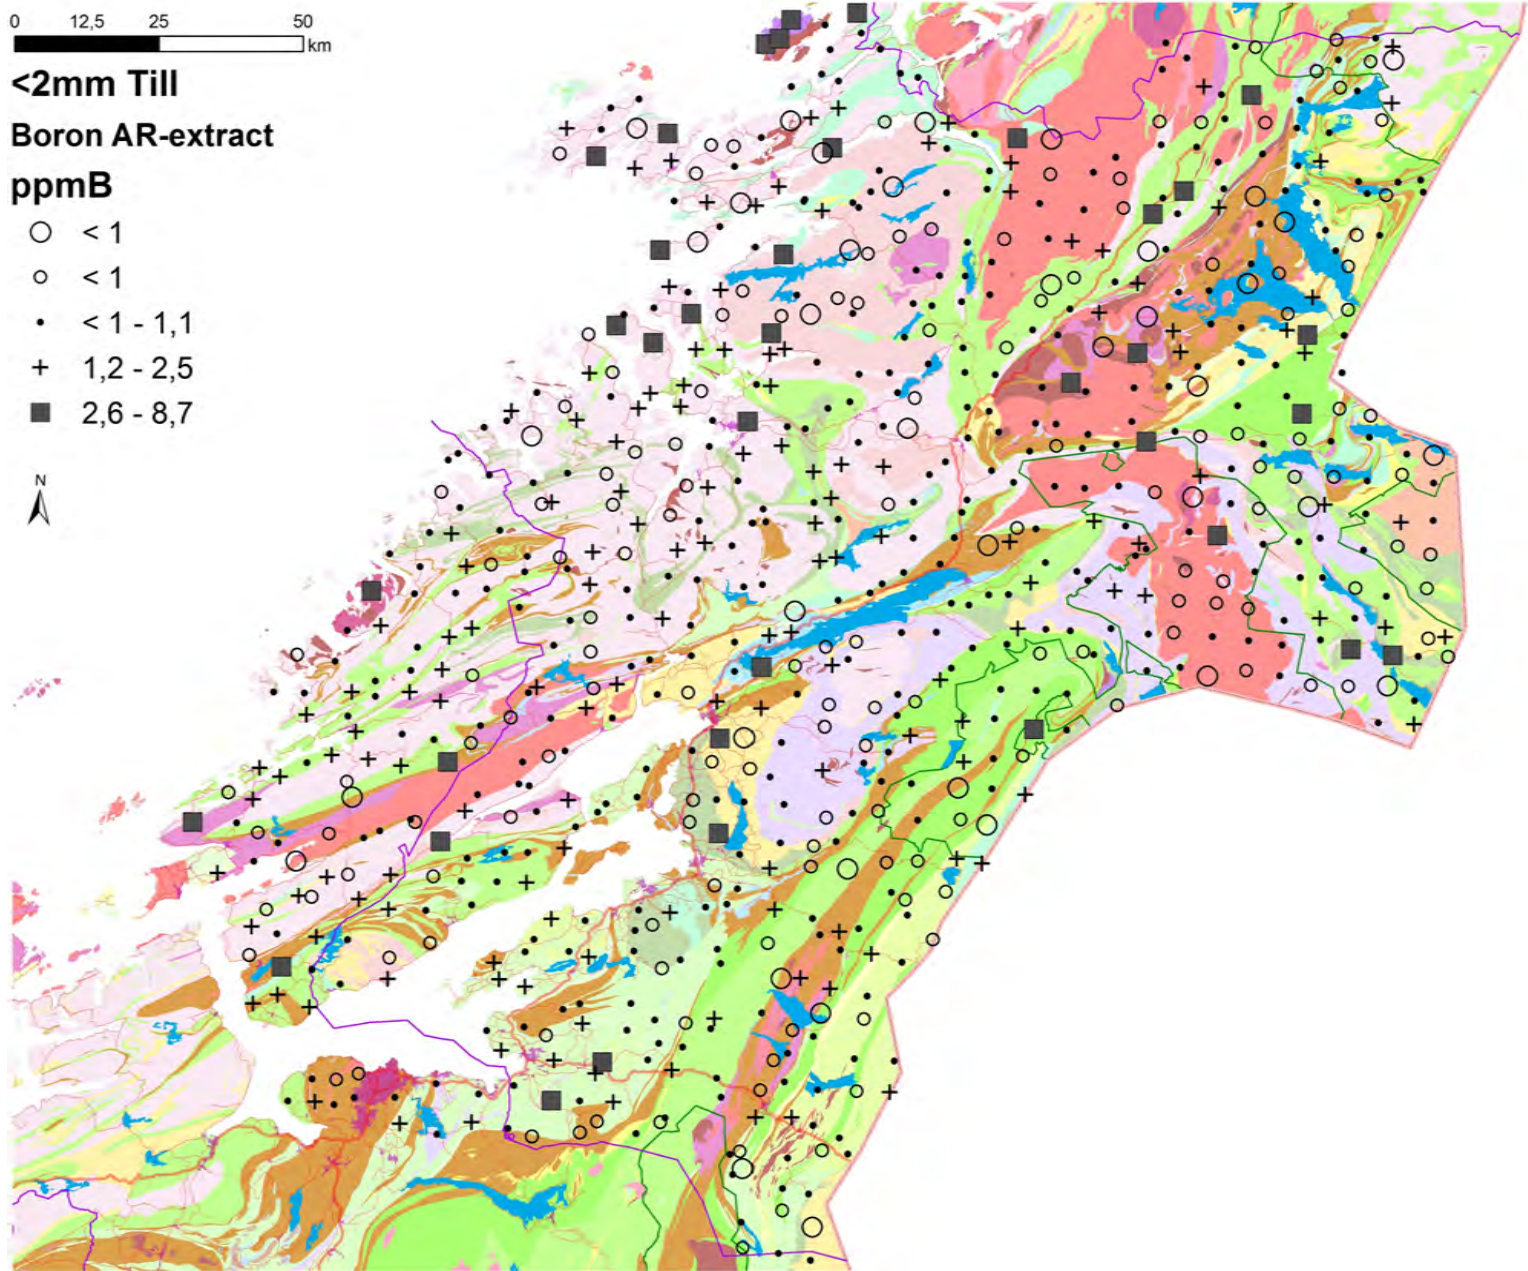 0 12,5 25 50
km
<2mm Till
Boron AR-extract
ppmB
< 1
< 1
< 1 - 1,1
1,2 - 2,5
2,6 - 8,7
N